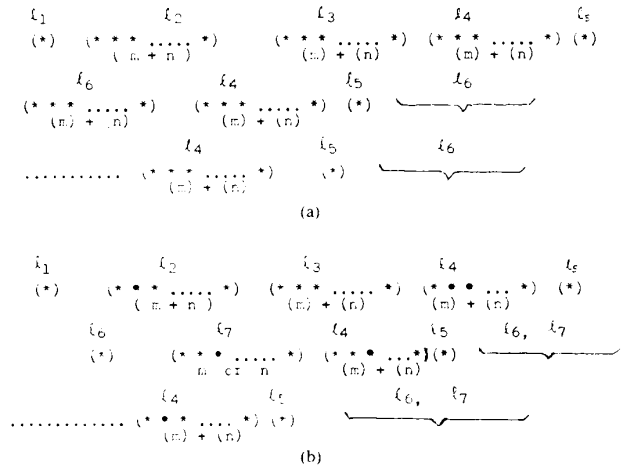 ℓ1 ℓ2 ℓ3 ℓ4 ℓ5
(*) (* * * ..... *) (* * * ..... *) (* * * ..... *) (*)
( m + n ) (m) + (n) (m) + (n)
ℓ6 ℓ4 ℓ5 ℓ6
(* * * ..... *) (* * * ..... *) (*)
(m) + (n) (m) + (n)
ℓ4 ℓ5 ℓ6
............ (* * * ..... *) (*)
(m) + (n)
(a)
ℓ1 ℓ2 ℓ3 ℓ4 ℓ5
(*) (* • * ..... *) (* * * ..... *) (* • • ... *) (*)
( m + n ) (m) + (n) (m) + (n)
ℓ6 ℓ7 ℓ4 ℓ5 ℓ6, ℓ7
(*) (* * • ..... *) (* * • ...*) (*)
m or n (m) + (n)
ℓ4 ℓ5 ℓ6, ℓ7
............. (* • * .... *) (*)
(m) + (n)
(b)